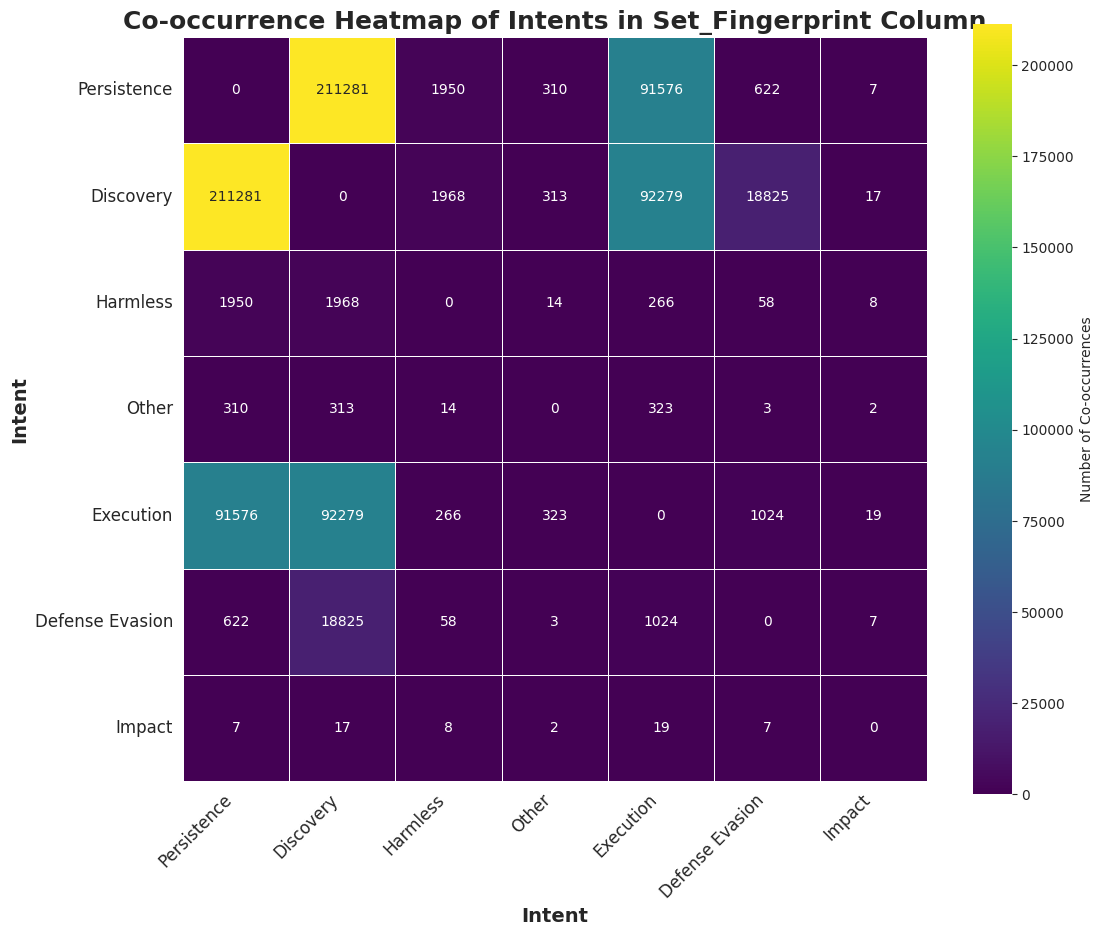 Co-occurrence Heatmap of Intents in Set_Fingerprint Column
Persistence 0 211281 1950 310 91576 622 7
Discovery 211281 0 1968 313 92279 18825 17
Harmless 1950 1968 0 14 266 58 8
Other 310 313 14 0 323 3 2
Execution 91576 92279 266 323 0 1024 19
Defense Evasion 622 18825 58 3 1024 0 7
Impact 7 17 8 2 19 7 0
Persistence Discovery Harmless Other Execution Defense Evasion Impact
Intent
Intent
200000
175000
150000
125000
100000
75000
50000
25000
0
Number of Co-occurrences